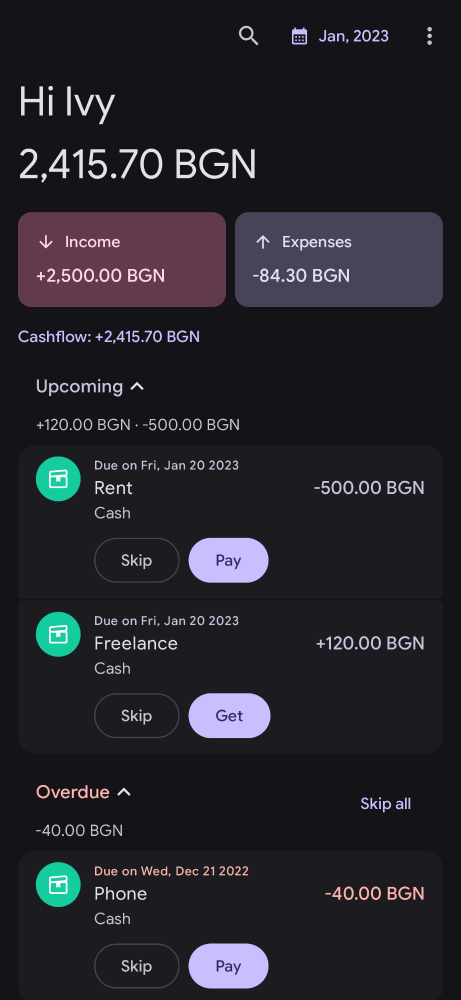 Jan, 2023
Hi Ivy
2,415.70 BGN
Income
+2,500.00 BGN
Expenses
-84.30 BGN
Cashflow: +2,415.70 BGN
Upcoming
+120.00 BGN · -500.00 BGN
Due on Fri, Jan 20 2023
Rent
-500.00 BGN
Cash
Skip
Pay
Due on Fri, Jan 20 2023
Freelance
+120.00 BGN
Cash
Skip
Get
Overdue
Skip all
-40.00 BGN
Due on Wed, Dec 21 2022
Phone
-40.00 BGN
Cash
Skip
Pay